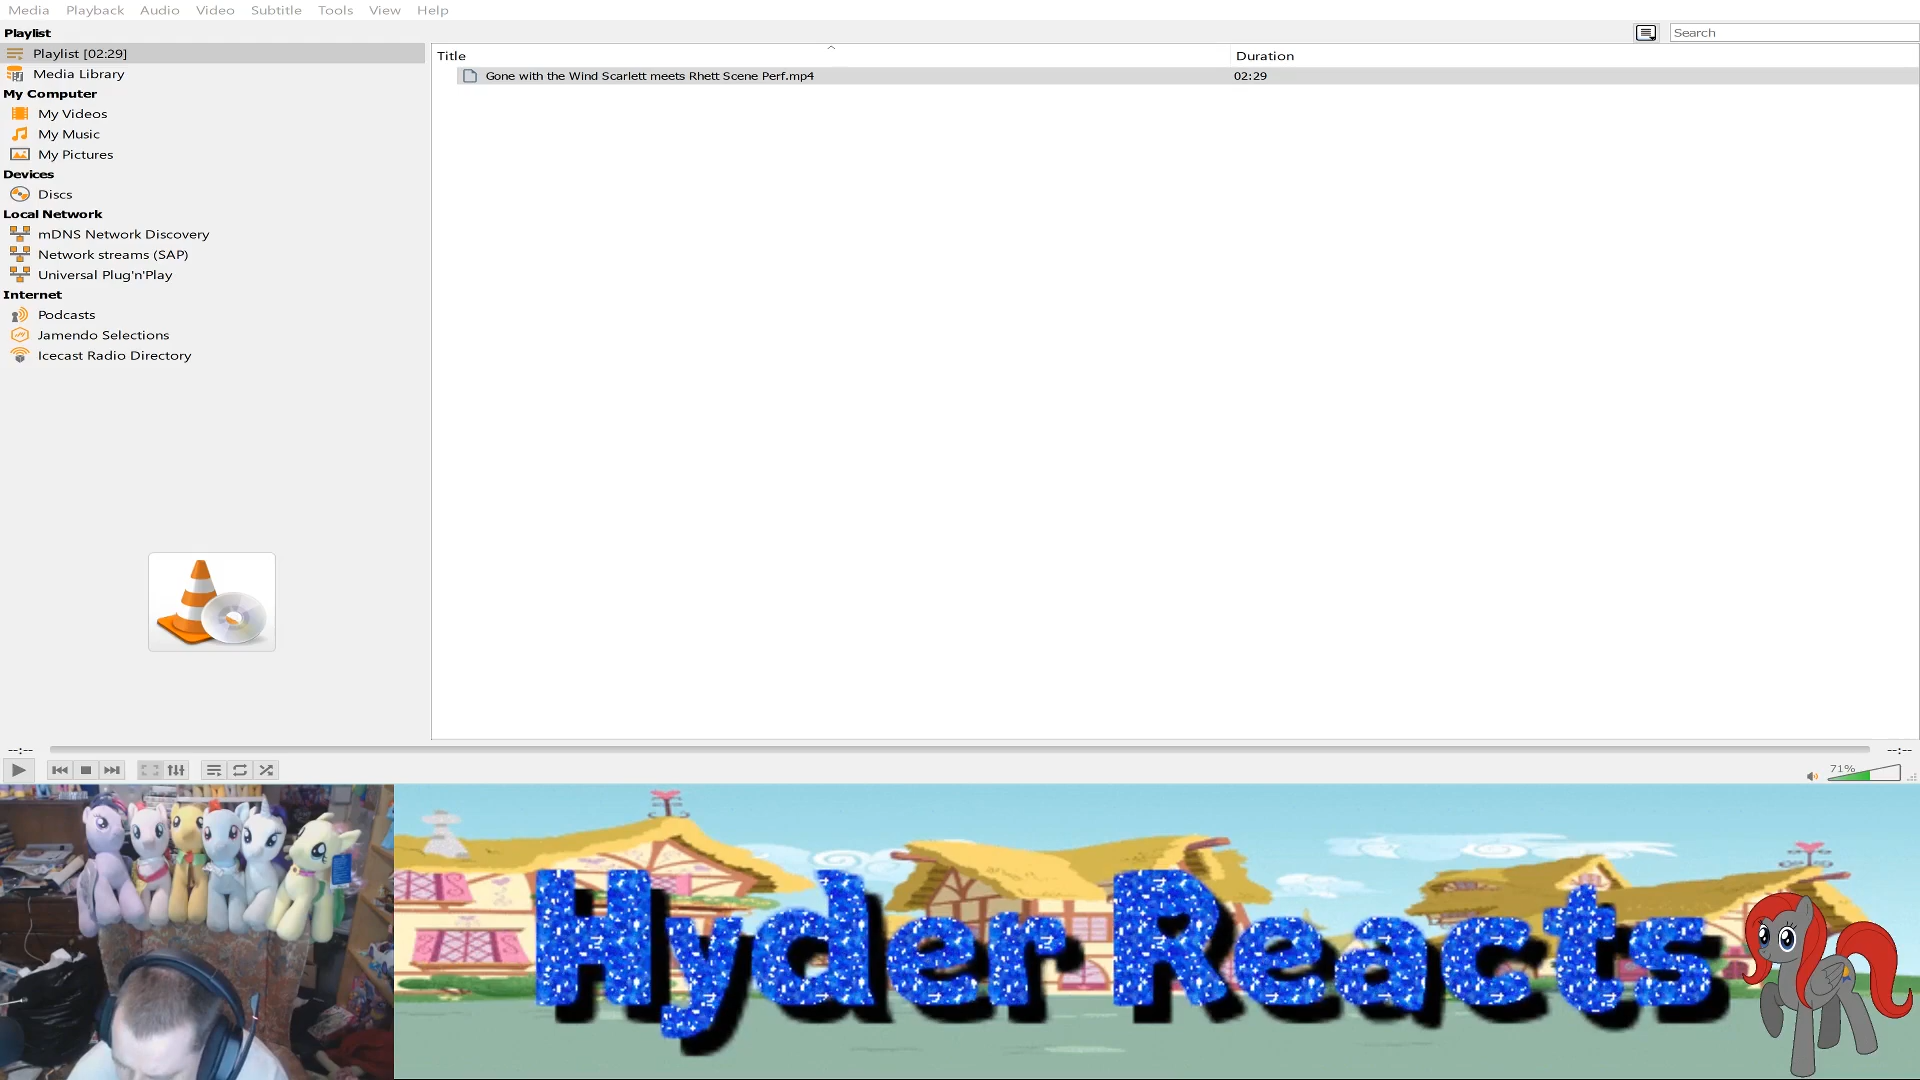 Media Playback Audio Video Subtitle Tools View Help
Playlist
Search
Playlist [02:29]
Title Duration
Media Library
Gone with the Wind Scarlett meets Rhett Scene Perf.mp4 02:29
My Computer
My Videos
My Music
My Pictures
Devices
Discs
Local Network
mDNS Network Discovery
Network streams (SAP)
Universal Plug'n'Play
Internet
Podcasts
Jamendo Selections
Icecast Radio Directory
--:-- --:--
71%
Hyder Reacts